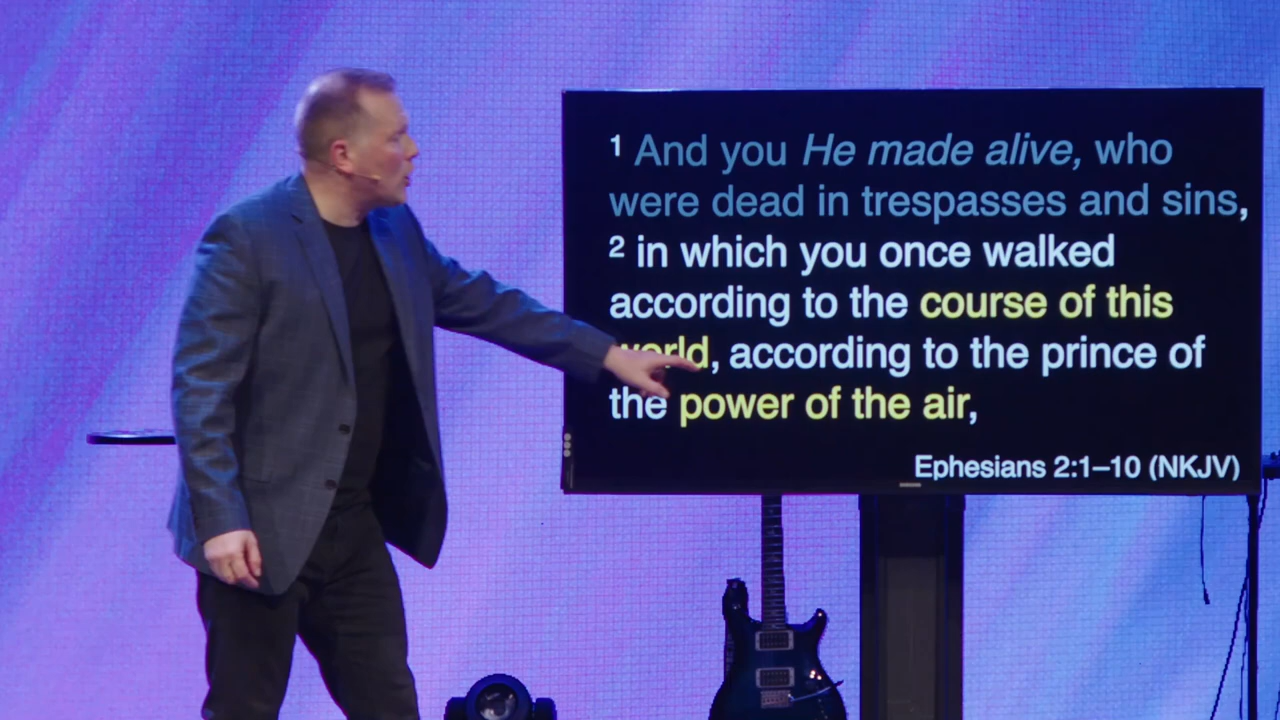 1 And you He made alive, who
were dead in trespasses and sins,
2 in which you once walked
according to the course of this
world, according to the prince of
the power of the air,
Ephesians 2:1–10 (NKJV)